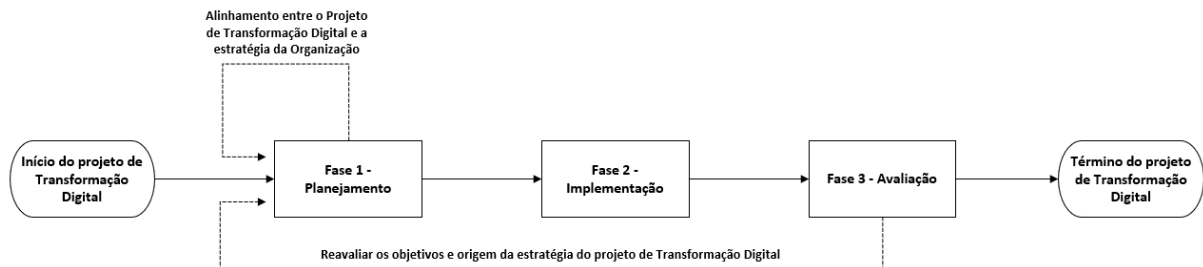 Alinhamento entre o Projeto
de Transformação Digital e a
estratégia da Organização
Início do projeto de
Transformação
Digital
Fase 1 -
Planejamento
Fase 2 -
Implementação
Fase 3 - Avaliação
Término do projeto
de Transformação
Digital
Reavaliar os objetivos e origem da estratégia do projeto de Transformação Digital